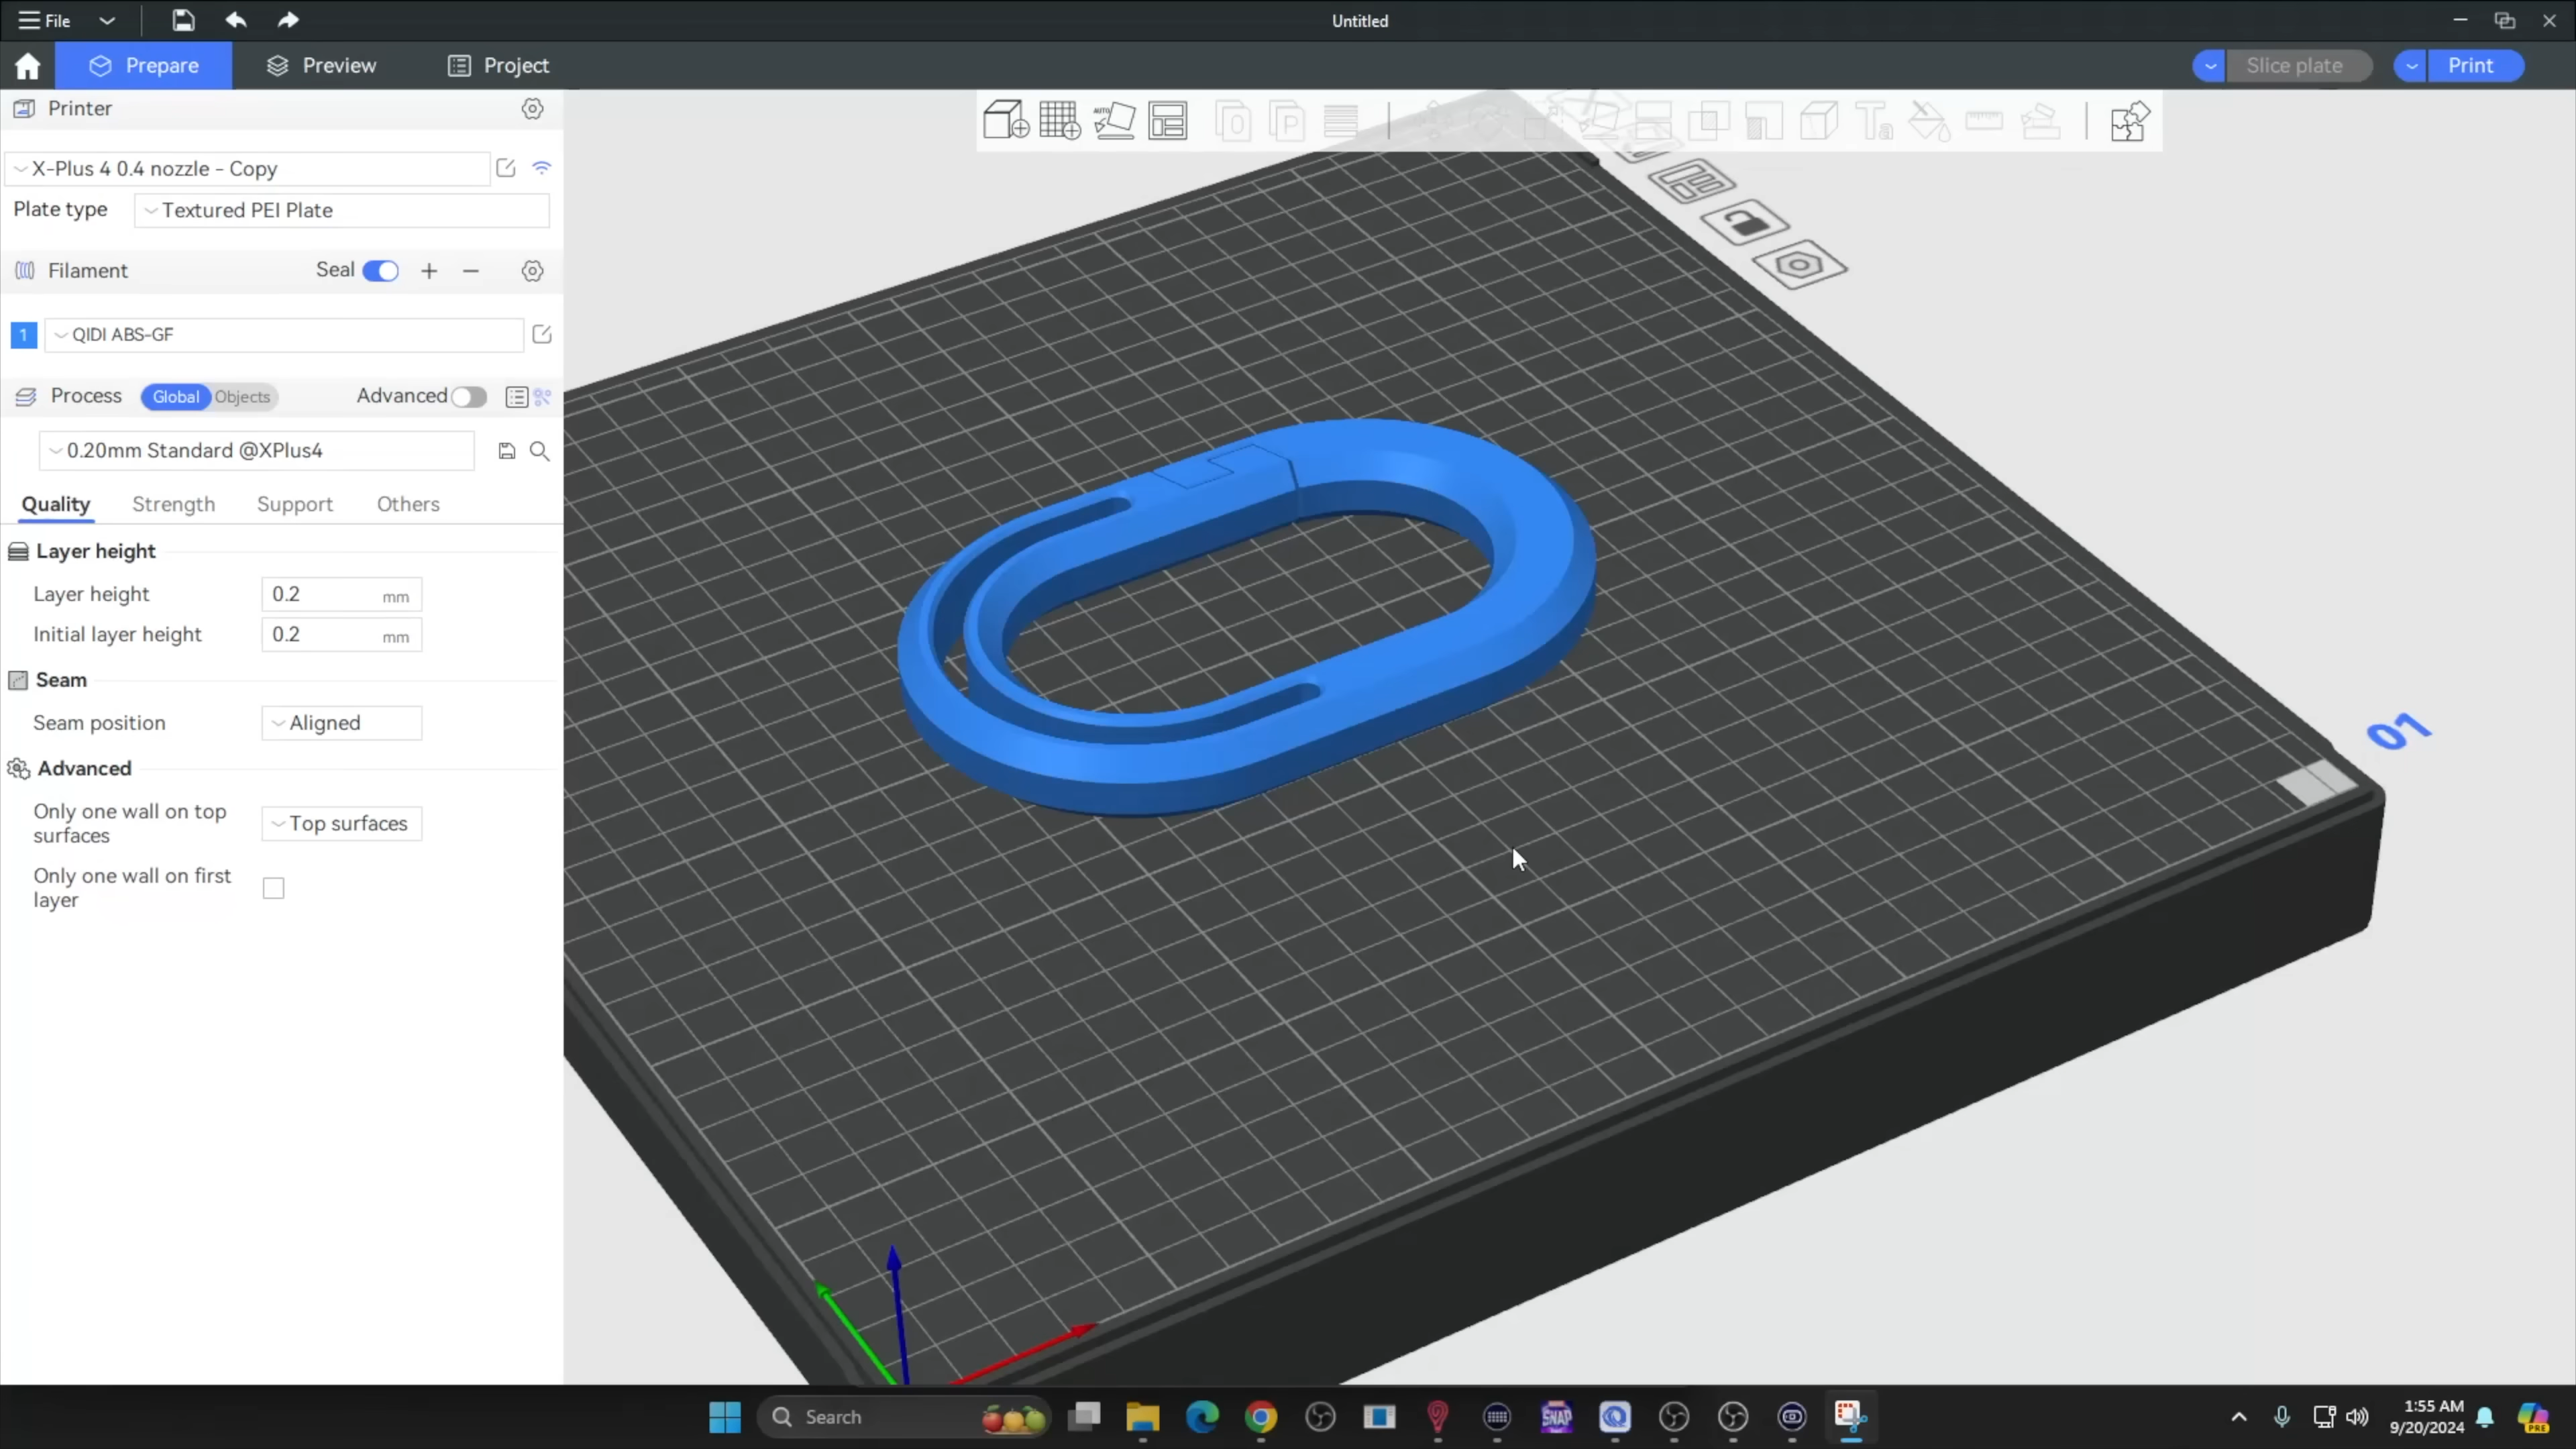 File
Untitled
Prepare
Preview
Project
Slice plate
Print
Printer
X-Plus 4 0.4 nozzle - Copy
Plate type
Textured PEI Plate
Filament
Seal
1
QIDI ABS-GF
Process
Global
Objects
Advanced
0.20mm Standard @XPlus4
Quality
Strength
Support
Others
Layer height
Layer height
0.2 mm
Initial layer height
0.2 mm
Seam
Seam position
Aligned
Advanced
Only one wall on top
surfaces
Top surfaces
Only one wall on first
layer
AUTO
O
P
Ta
01
Search
SNAP
1:55 AM
9/20/2024
PRE